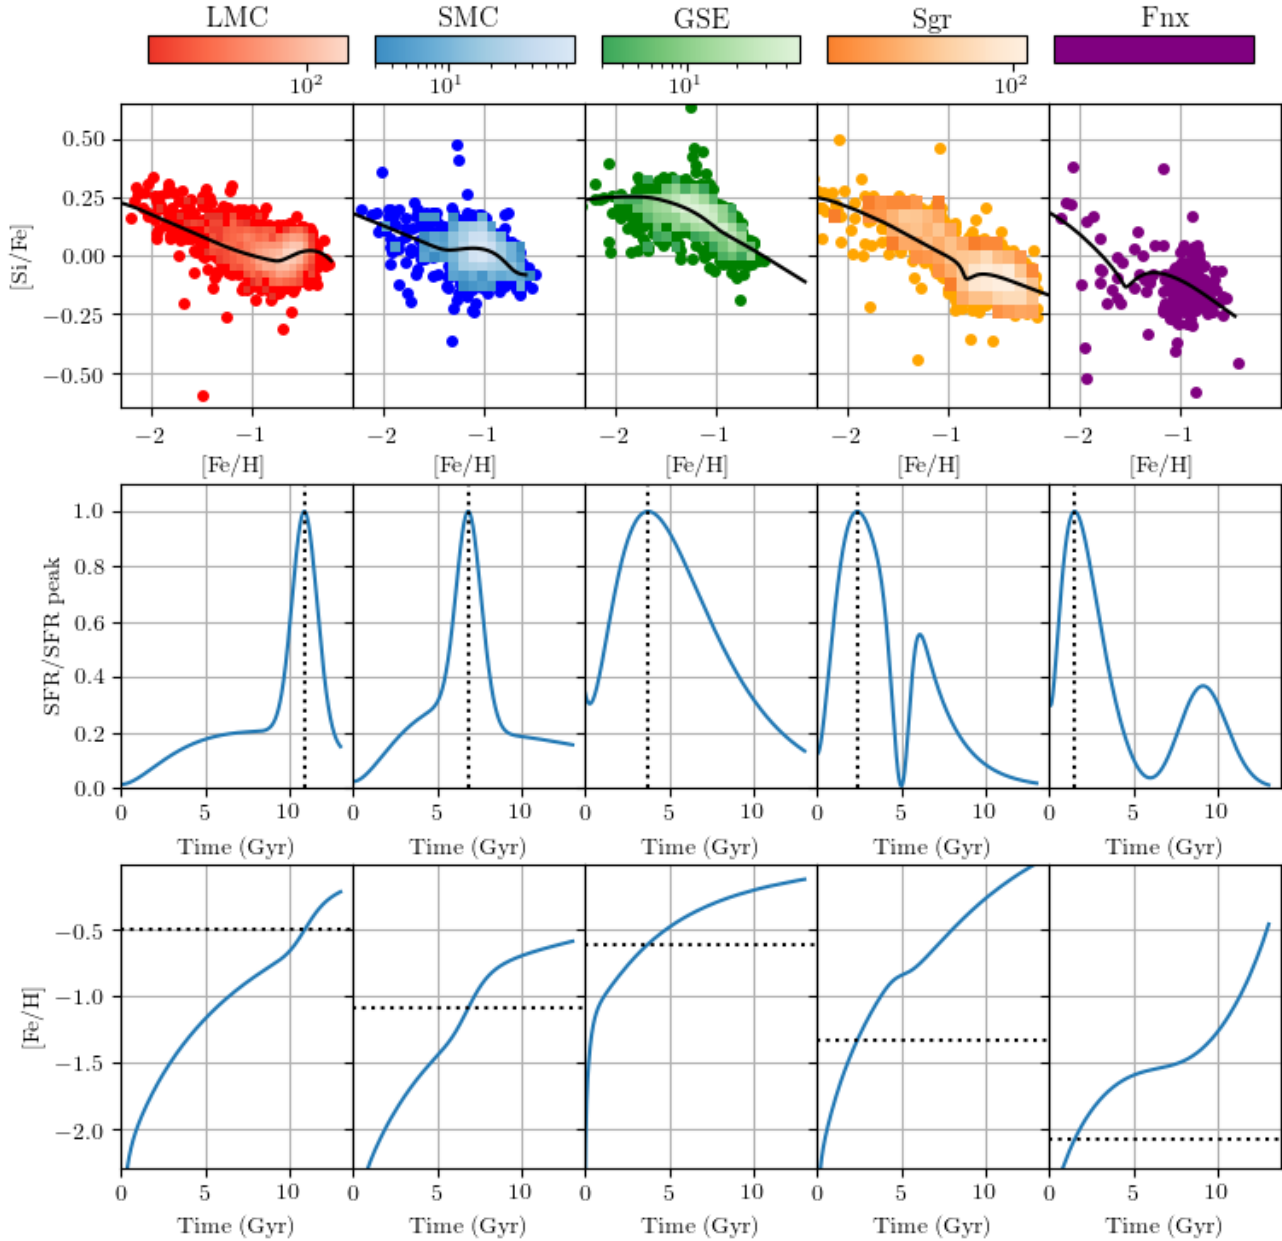 LMC SMC GSE Sgr Fnx
10² 10¹ 10¹ 10²
0.50
0.25
0.00
−0.25
−0.50
[Si/Fe]
−2 −1 −2 −1 −2 −1 −2 −1 −2 −1
[Fe/H] [Fe/H] [Fe/H] [Fe/H] [Fe/H]
1.0
0.8
0.6
0.4
0.2
0.0
SFR/SFR peak
0 5 10 0 5 10 0 5 10 0 5 10 0 5 10
Time (Gyr) Time (Gyr) Time (Gyr) Time (Gyr) Time (Gyr)
−0.5
−1.0
−1.5
−2.0
[Fe/H]
0 5 10 0 5 10 0 5 10 0 5 10 0 5 10
Time (Gyr) Time (Gyr) Time (Gyr) Time (Gyr) Time (Gyr)